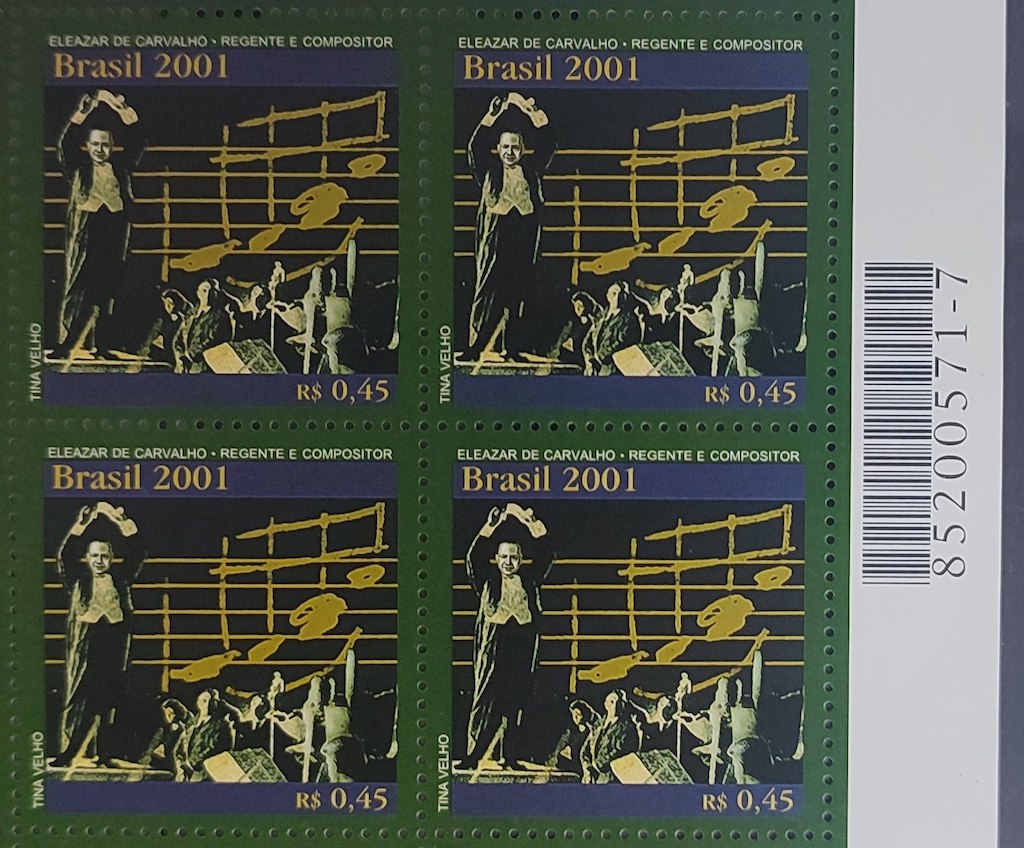 ELEAZAR DE CARVALHO • REGENTE E COMPOSITOR
Brasil 2001
TINA VELHO
R$ 0,45
ELEAZAR DE CARVALHO • REGENTE E COMPOSITOR
Brasil 2001
TINA VELHO
R$ 0,45
ELEAZAR DE CARVALHO • REGENTE E COMPOSITOR
Brasil 2001
TINA VELHO
R$ 0,45
ELEAZAR DE CARVALHO • REGENTE E COMPOSITOR
Brasil 2001
TINA VELHO
R$ 0,45
85200571-7